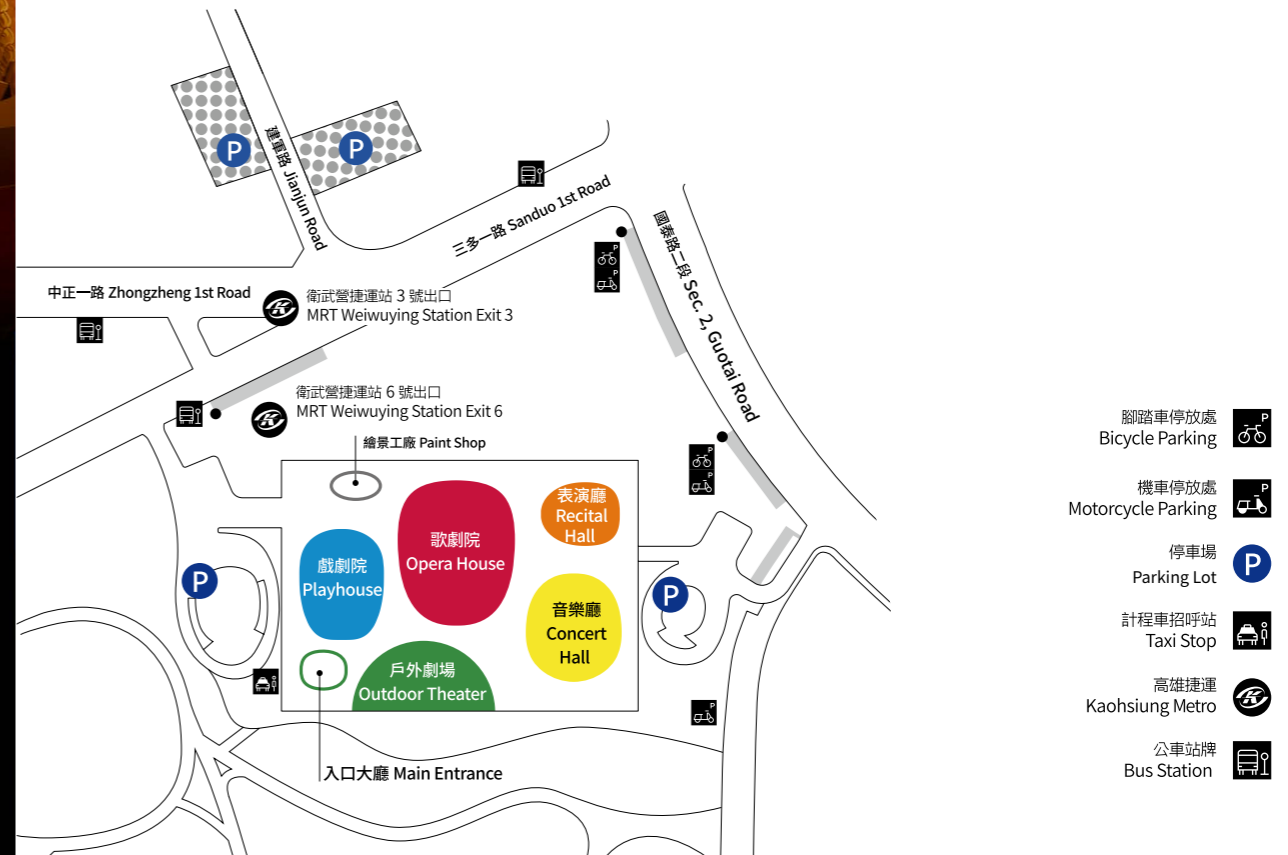 P
P
建軍路 Jianjun Road
三多一路 Sanduo 1st Road
國泰路二段 Sec. 2, Guotai Road
P
P
中正一路 Zhongzheng 1st Road
衛武營捷運站 3 號出口
MRT Weiwuying Station Exit 3
衛武營捷運站 6 號出口
MRT Weiwuying Station Exit 6
繪景工廠 Paint Shop
P
P
表演廳
Recital
Hall
歌劇院
Opera House
戲劇院
Playhouse
P
P
音樂廳
Concert
Hall
戶外劇場
Outdoor Theater
P
入口大廳 Main Entrance
腳踏車停放處
Bicycle Parking
P
機車停放處
Motorcycle Parking
P
停車場
Parking Lot
P
計程車招呼站
Taxi Stop
高雄捷運
Kaohsiung Metro
公車站牌
Bus Station